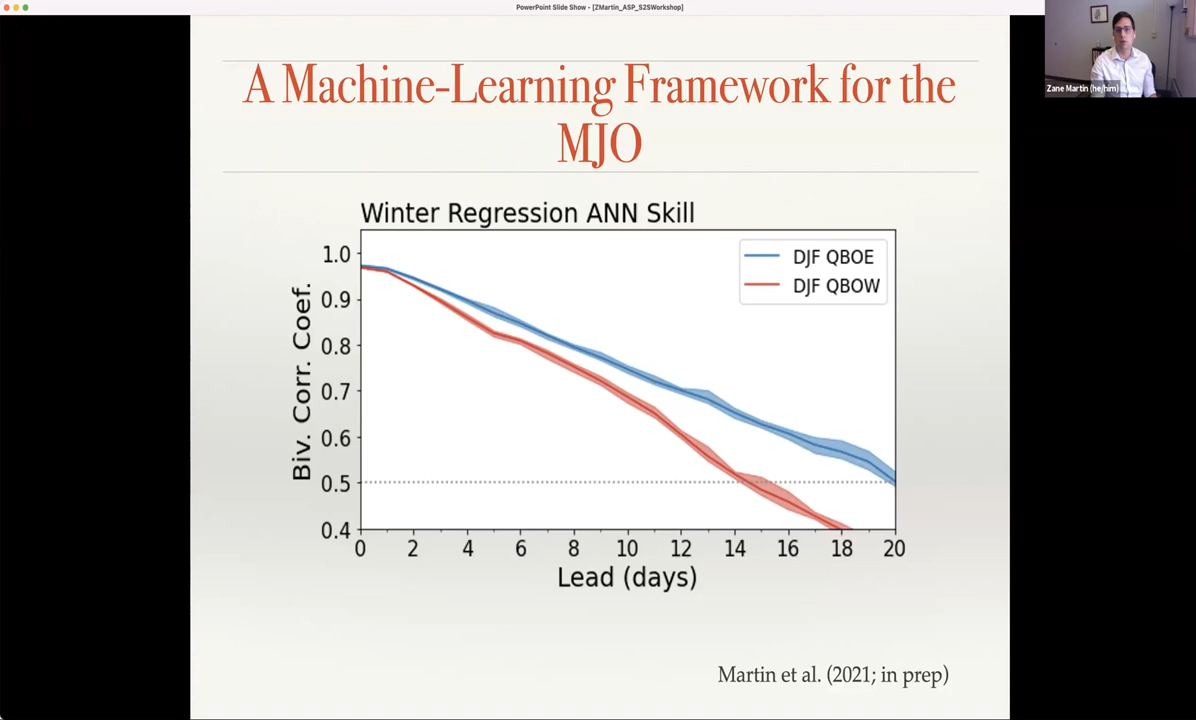 PowerPoint Slide Show - [ZMartin_ASP_S2SWorkshop]
Zane Martin (he/him)
A Machine-Learning Framework for the
MJO
Winter Regression ANN Skill
DJF QBOE
DJF QBOW
Biv. Corr. Coef.
1.0
0.9
0.8
0.7
0.6
0.5
0.4
0 2 4 6 8 10 12 14 16 18 20
Lead (days)
Martin et al. (2021; in prep)